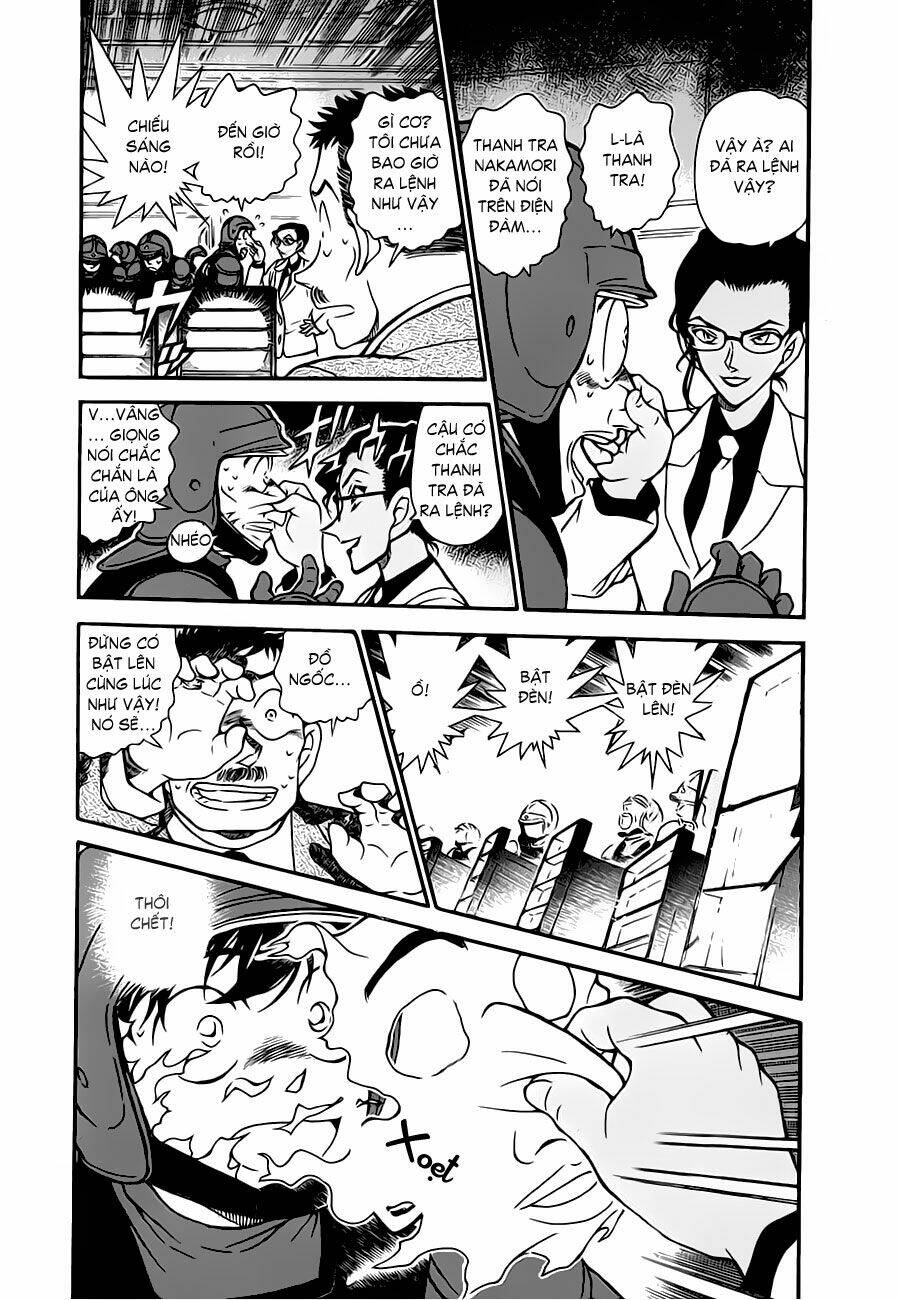 VẬY À? AI
ĐÃ RA LỆNH
VẬY?
L-LÀ
THANH
TRA!
THANH TRA
NAKAMORI
ĐÃ NÓI
TRÊN ĐIỆN
ĐÀM...
GÌ CƠ?
TÔI CHƯA
BAO GIỜ
RA LỆNH
NHƯ VẬY
...
ĐẾN GIỜ
RỒI!
CHIẾU
SÁNG
NÀO!
CẬU CÓ
CHẮC
THANH
TRA ĐÃ
RA LỆNH?
V...VÂNG
... GIỌNG
NÓI CHẮC
CHẮN LÀ
CỦA ÔNG
ẤY!
NHÉO
BẬT ĐÈN
LÊN!
BẬT
ĐÈN!
Ồ!
ĐỒ
NGỐC...
ĐỪNG CÓ
BẬT LÊN
CÙNG LÚC
NHƯ VẬY!
NÓ SẼ...
THÔI
CHẾT!
Xoẹt